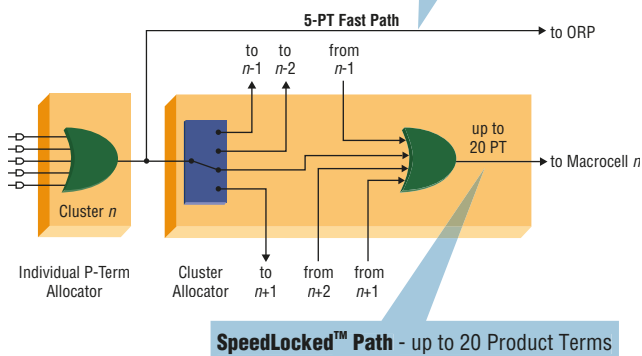 5-PT Fast Path
to ORP
to
n-1
to
n-2
from
n-1
up to
20 PT
to Macrocell n
Cluster n
Individual P-Term
Allocator
Cluster
Allocator
to
n+1
from
n+2
from
n+1
SpeedLocked™ Path - up to 20 Product Terms